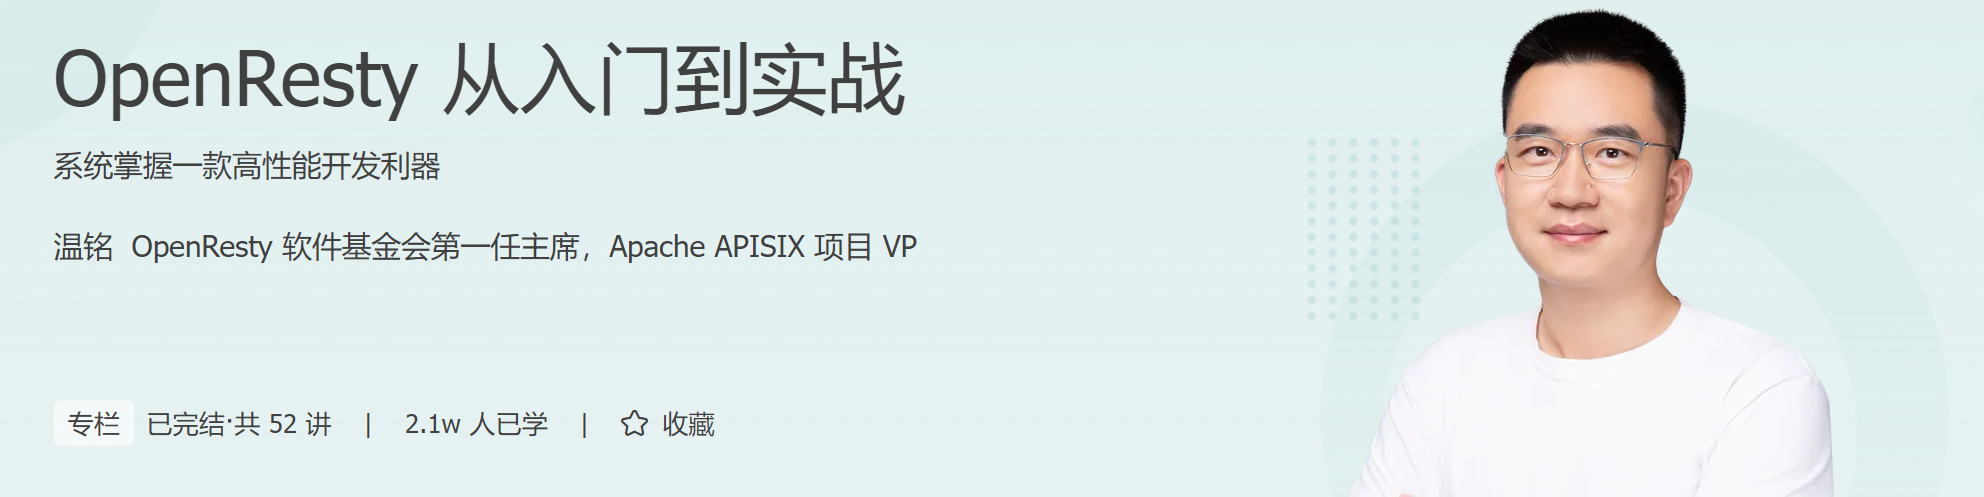 OpenResty 从入门到实战
系统掌握一款高性能开发利器
温铭 OpenResty 软件基金会第一任主席，Apache APISIX 项目 VP
专栏 已完结·共 52 讲 | 2.1w 人已学 | 收藏